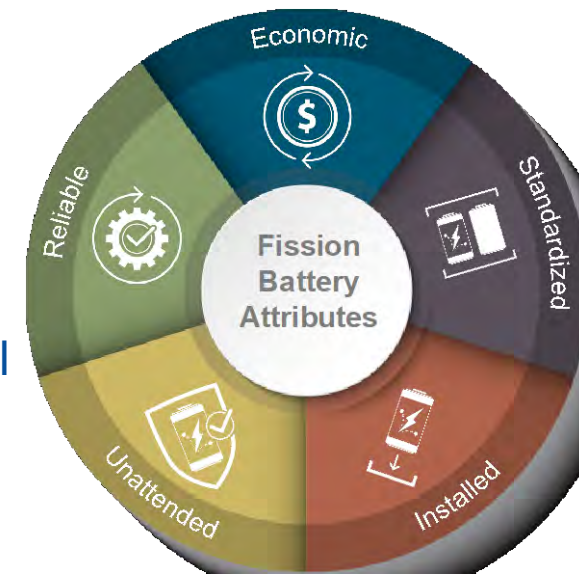 Economic
Standardized
Reliable
Fission
Battery
Attributes
Unattended
Installed